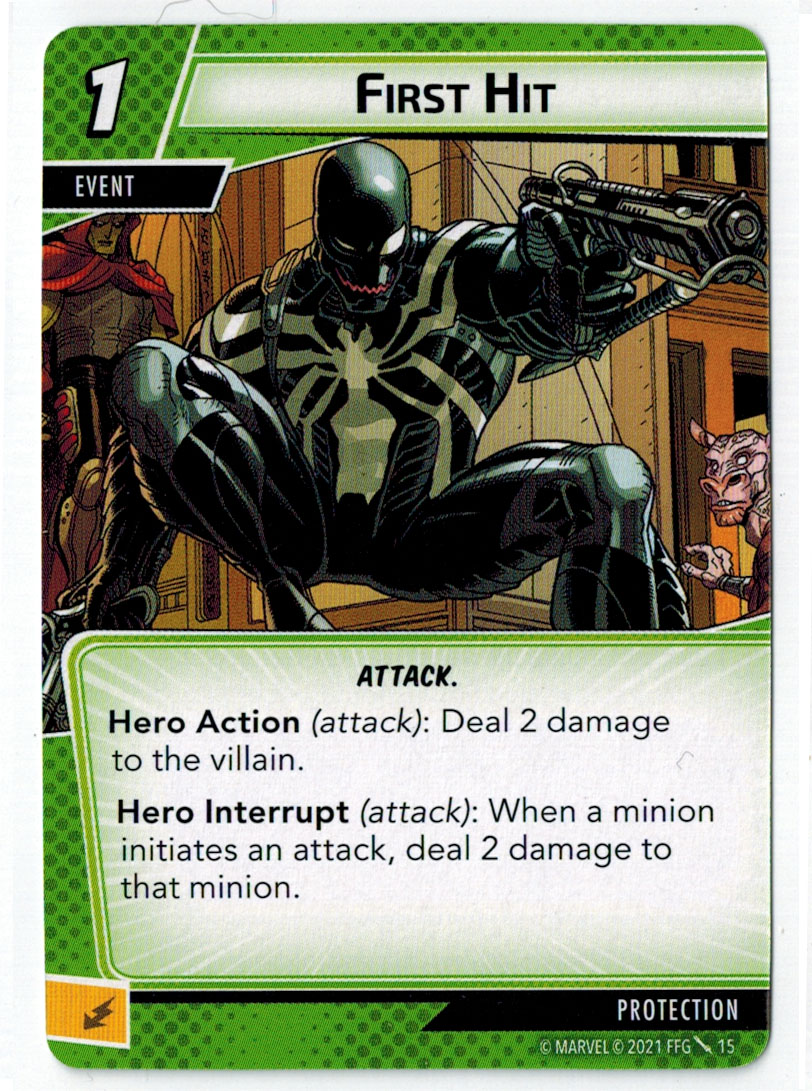 1
FIRST HIT
EVENT
ATTACK.
Hero Action (attack): Deal 2 damage
to the villain.
Hero Interrupt (attack): When a minion
initiates an attack, deal 2 damage to
that minion.
PROTECTION
© MARVEL © 2021 FFG 15